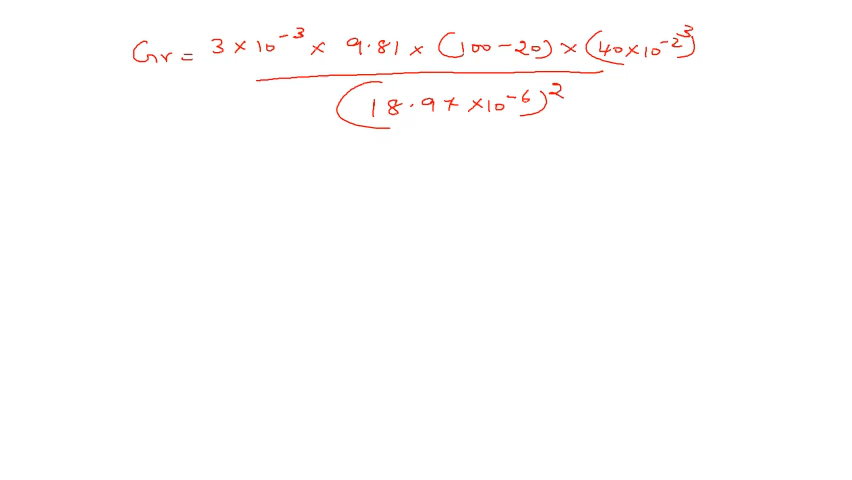 Gr = 3 × 10⁻³ × 9.81 × (100 - 20) × (40 × 10⁻²)³
(18.97 × 10⁻⁶)²